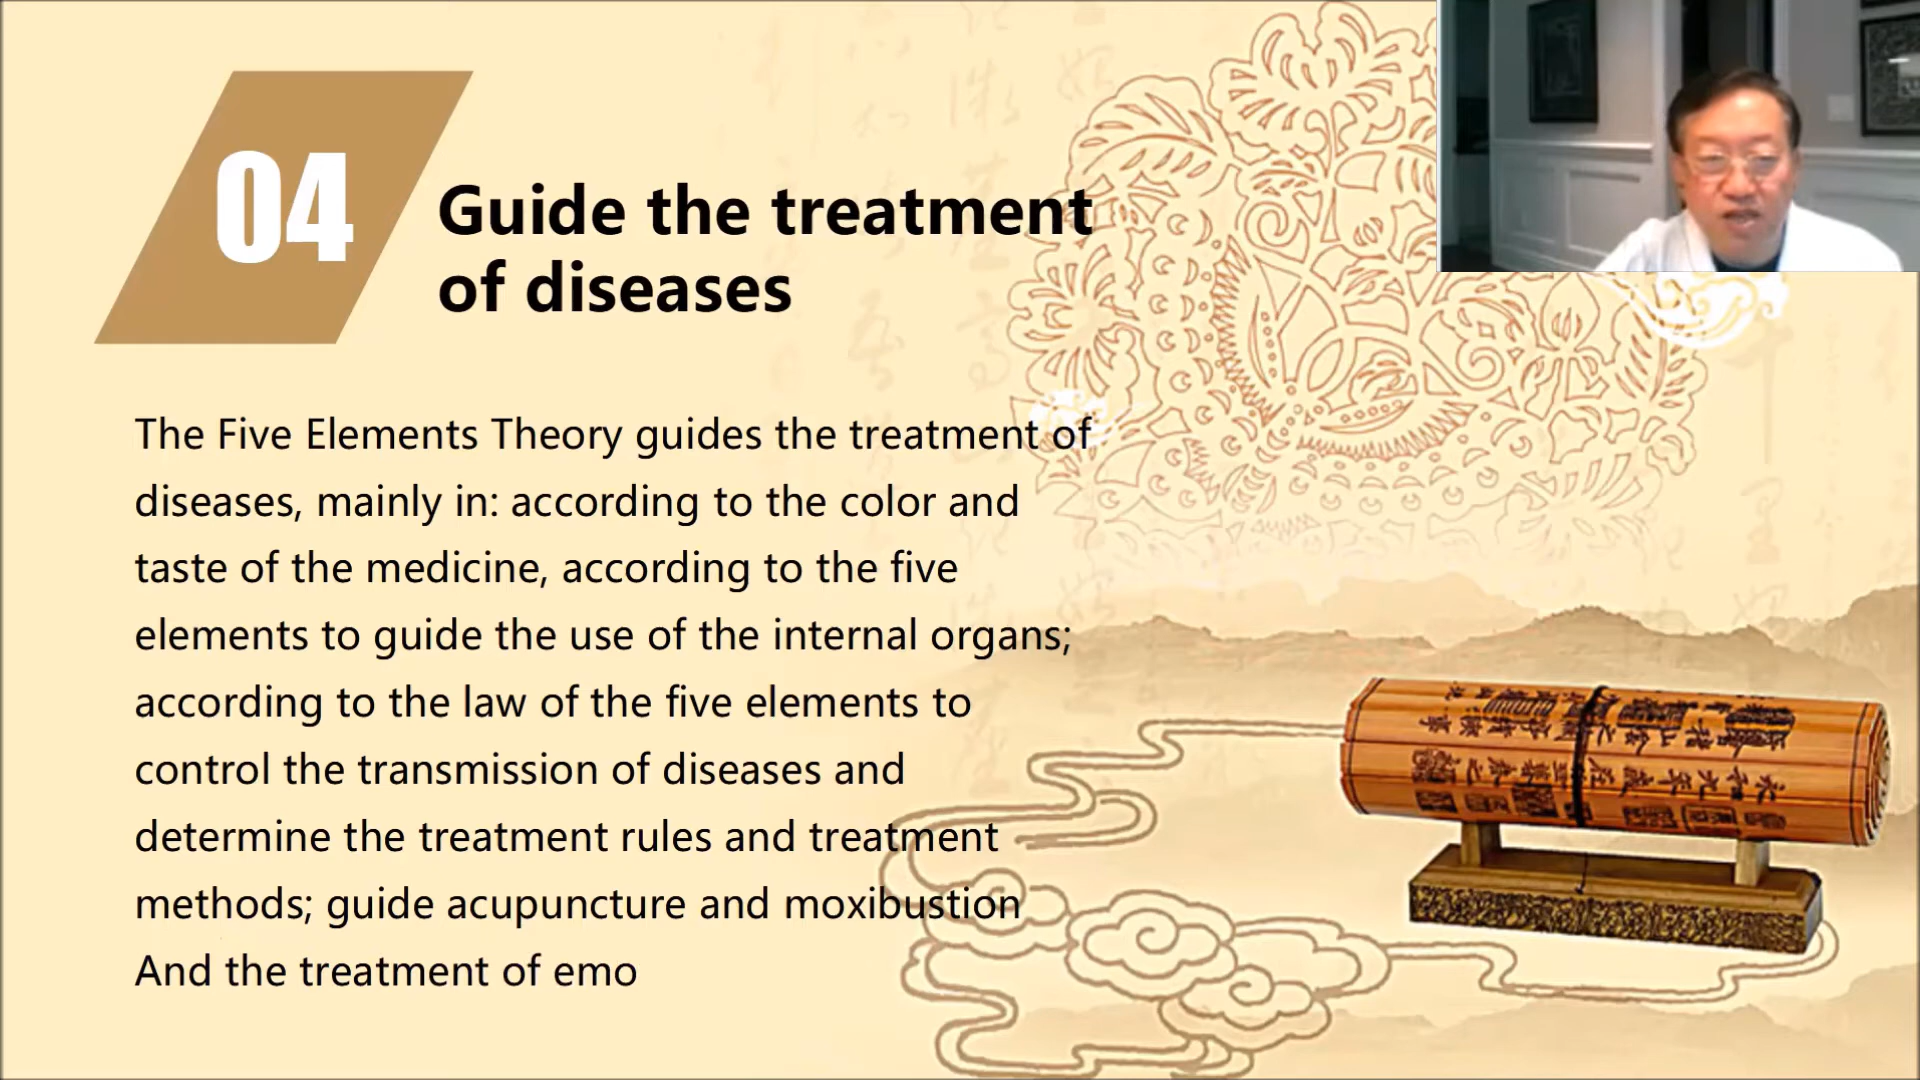 04
Guide the treatment
of diseases
The Five Elements Theory guides the treatment of
diseases, mainly in: according to the color and
taste of the medicine, according to the five
elements to guide the use of the internal organs;
according to the law of the five elements to
control the transmission of diseases and
determine the treatment rules and treatment
methods; guide acupuncture and moxibustion
And the treatment of emo